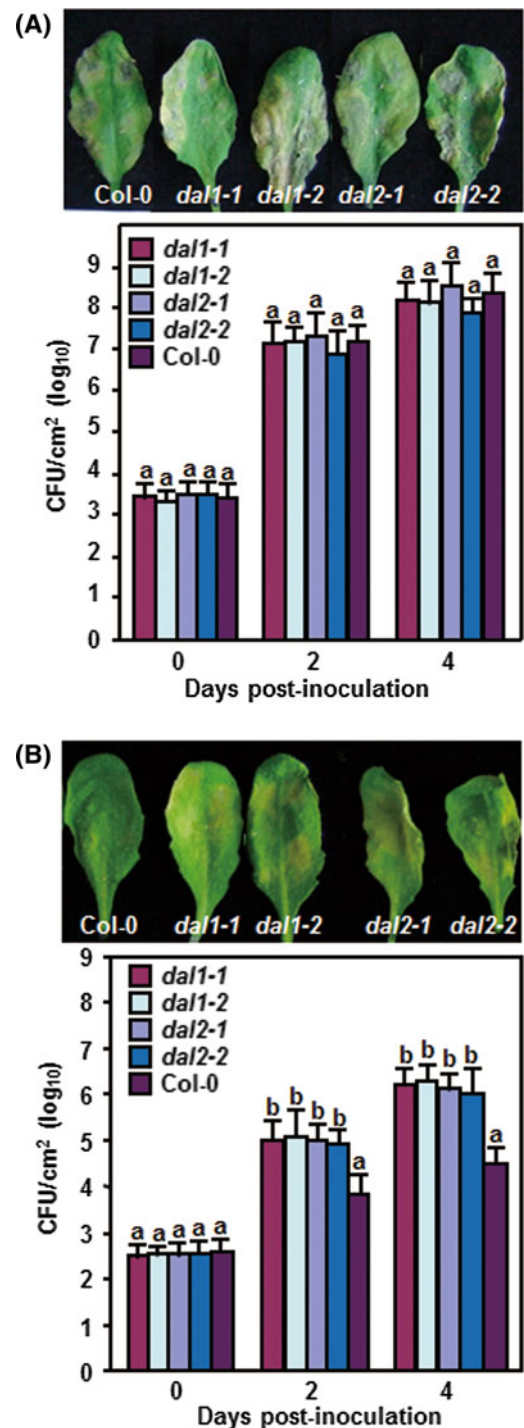 (A)
Col-0 dal1-1 dal1-2 dal2-1 dal2-2
dal1-1
dal1-2
dal2-1
dal2-2
Col-0
9
8
7
6
5
4
3
2
1
0
CFU/cm² (log₁₀)
a a a a a
a a a a a
a a a a a
0 2 4
Days post-inoculation
(B)
Col-0 dal1-1 dal1-2 dal2-1 dal2-2
dal1-1
dal1-2
dal2-1
dal2-2
Col-0
9
8
7
6
5
4
3
2
1
0
CFU/cm² (log₁₀)
a a a a a
b b b b a
b b b b a
0 2 4
Days post-inoculation